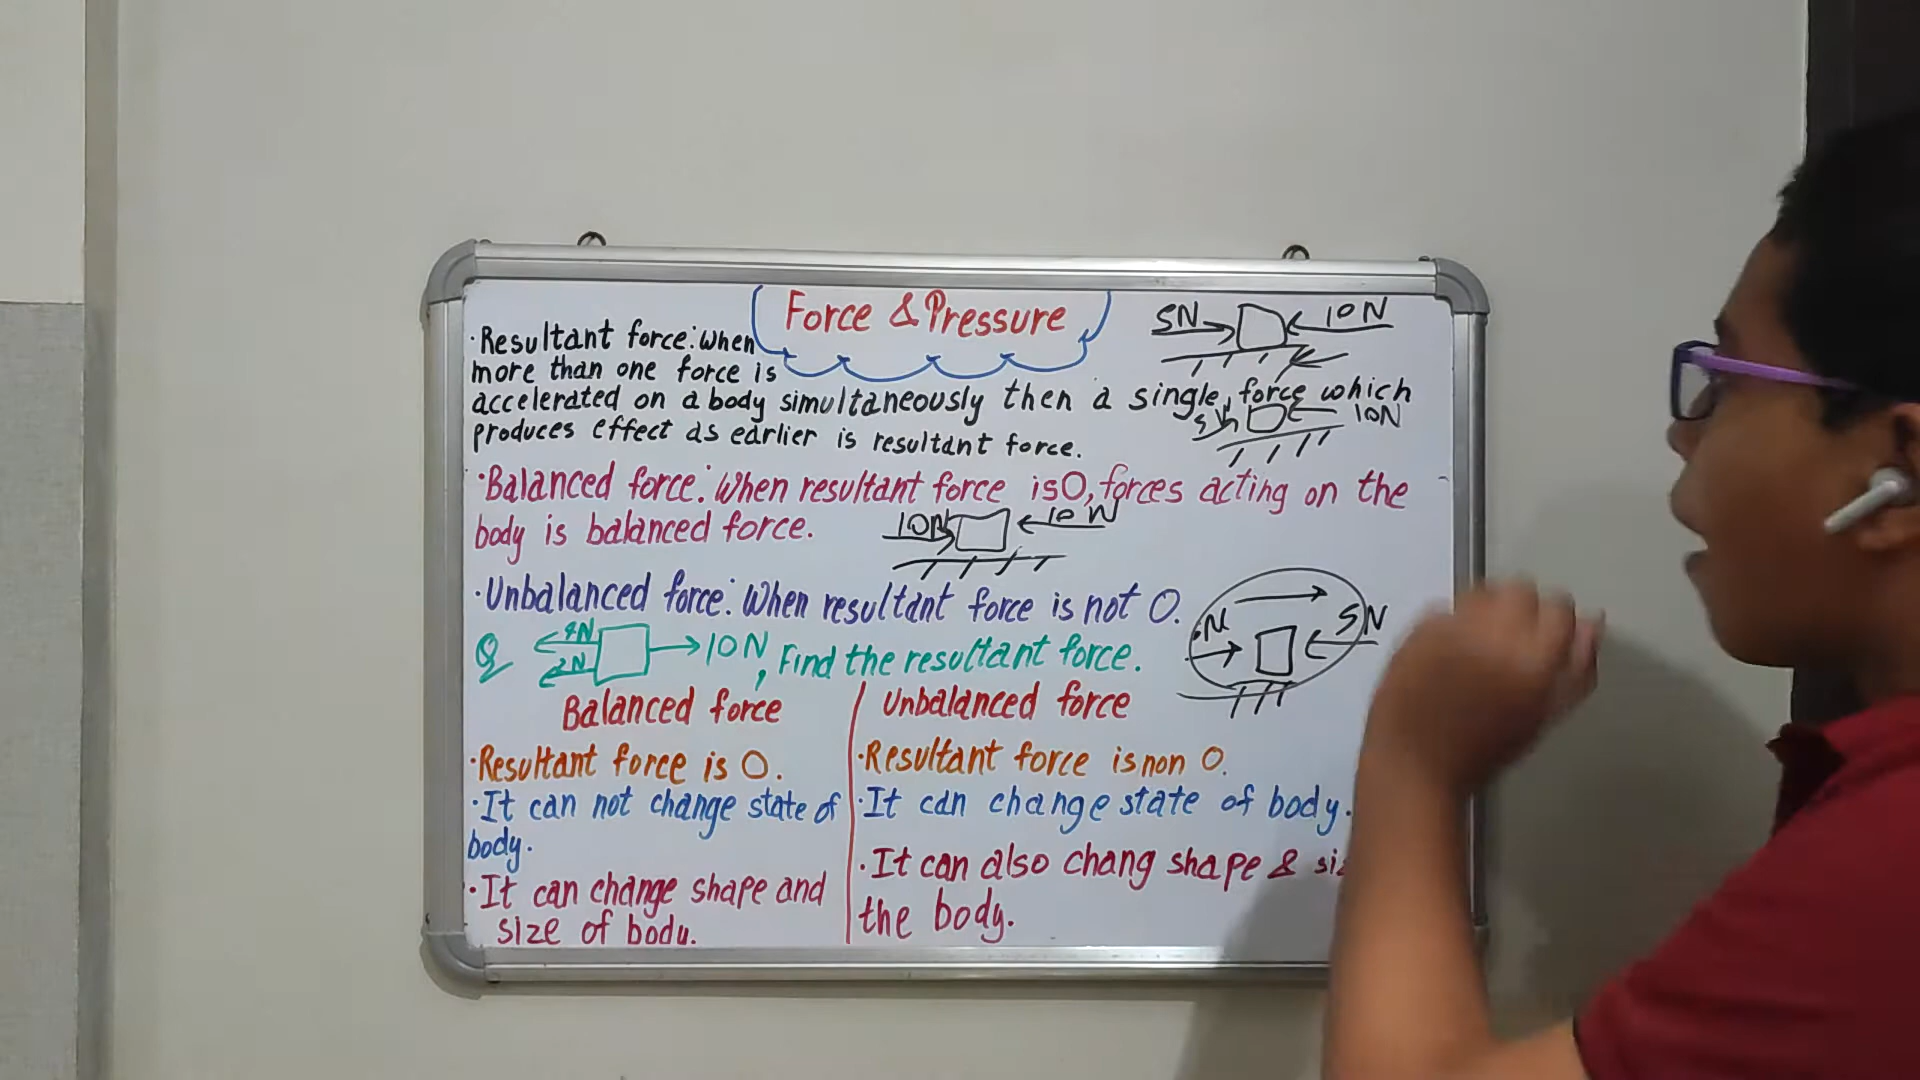 Force & Pressure
5N 10N
·Resultant force: When
more than one force is
accelerated on a body simultaneously then a single force which
10N
produces effect as earlier is resultant force.
·Balanced force: When resultant force is 0, forces acting on the
body is balanced force.
10N 10N
·Unbalanced force: When resultant force is not 0.
N 5N
Q 10N, Find the resultant force.
2N
Balanced force
·Resultant force is 0.
·It can not change state of
body.
·It can change shape and
size of body.
Unbalanced force
·Resultant force is non 0.
·It can change state of body.
·It can also chang shape &
the body.